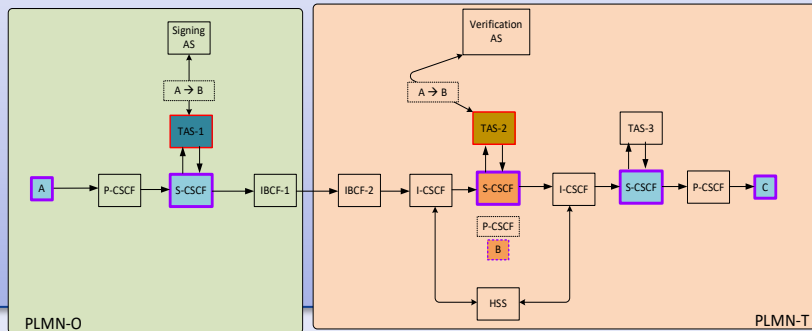 Signing
AS
Verification
AS
A → B
A → B
TAS-1
TAS-2
TAS-3
A
P-CSCF
S-CSCF
IBCF-1
IBCF-2
I-CSCF
S-CSCF
I-CSCF
S-CSCF
P-CSCF
C
P-CSCF
B
HSS
PLMN-O
PLMN-T